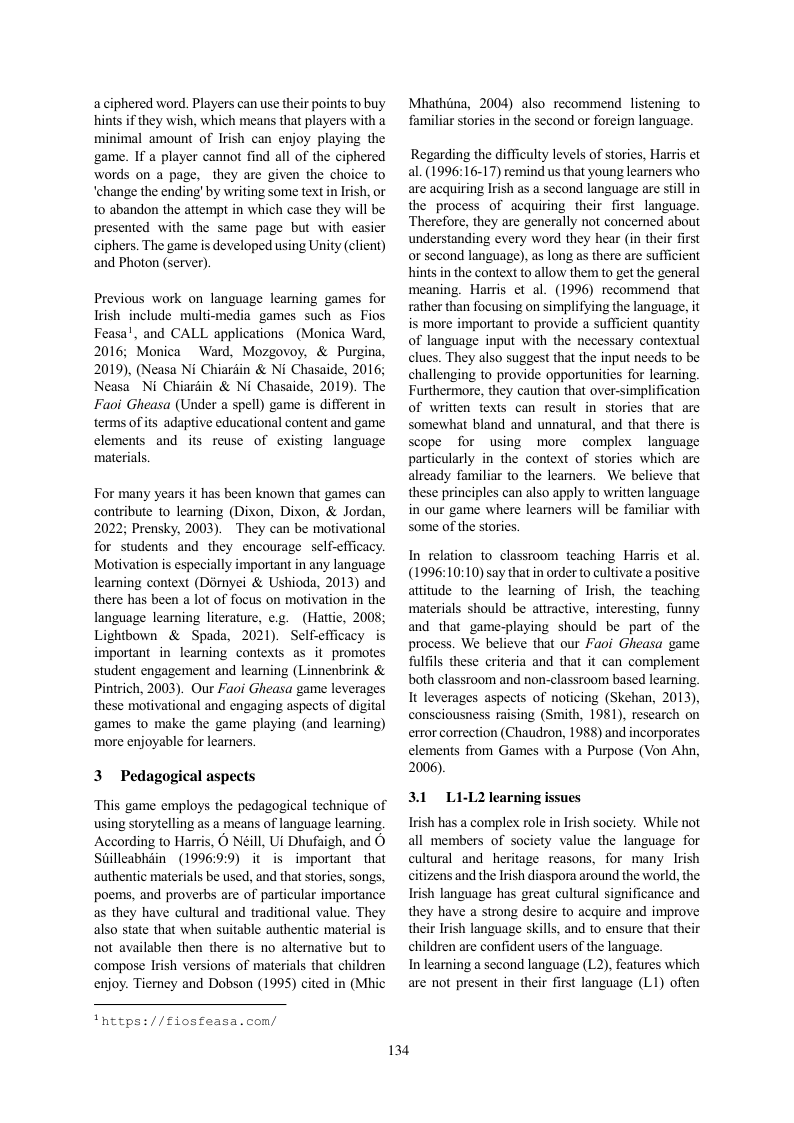 a ciphered word. Players can use their points to buy
hints if they wish, which means that players with a
minimal amount of Irish can enjoy playing the
game. If a player cannot find all of the ciphered
words on a page, they are given the choice to
'change the ending' by writing some text in Irish, or
to abandon the attempt in which case they will be
presented with the same page but with easier
ciphers. The game is developed using Unity (client)
and Photon (server).
Previous work on language learning games for
Irish include multi-media games such as Fios
Feasa¹, and CALL applications (Monica Ward,
2016; Monica Ward, Mozgovoy, & Purgina,
2019), (Neasa Ní Chiaráin & Ní Chasaide, 2016;
Neasa Ní Chiaráin & Ní Chasaide, 2019). The
Faoi Gheasa (Under a spell) game is different in
terms of its adaptive educational content and game
elements and its reuse of existing language
materials.
For many years it has been known that games can
contribute to learning (Dixon, Dixon, & Jordan,
2022; Prensky, 2003). They can be motivational
for students and they encourage self-efficacy.
Motivation is especially important in any language
learning context (Dörnyei & Ushioda, 2013) and
there has been a lot of focus on motivation in the
language learning literature, e.g. (Hattie, 2008;
Lightbown & Spada, 2021). Self-efficacy is
important in learning contexts as it promotes
student engagement and learning (Linnenbrink &
Pintrich, 2003). Our Faoi Gheasa game leverages
these motivational and engaging aspects of digital
games to make the game playing (and learning)
more enjoyable for learners.
3 Pedagogical aspects
This game employs the pedagogical technique of
using storytelling as a means of language learning.
According to Harris, Ó Néill, Uí Dhufaigh, and Ó
Súilleabháin (1996:9:9) it is important that
authentic materials be used, and that stories, songs,
poems, and proverbs are of particular importance
as they have cultural and traditional value. They
also state that when suitable authentic material is
not available then there is no alternative but to
compose Irish versions of materials that children
enjoy. Tierney and Dobson (1995) cited in (Mhic
¹ https://fiosfeasa.com/
Mhathúna, 2004) also recommend listening to
familiar stories in the second or foreign language.
Regarding the difficulty levels of stories, Harris et
al. (1996:16-17) remind us that young learners who
are acquiring Irish as a second language are still in
the process of acquiring their first language.
Therefore, they are generally not concerned about
understanding every word they hear (in their first
or second language), as long as there are sufficient
hints in the context to allow them to get the general
meaning. Harris et al. (1996) recommend that
rather than focusing on simplifying the language, it
is more important to provide a sufficient quantity
of language input with the necessary contextual
clues. They also suggest that the input needs to be
challenging to provide opportunities for learning.
Furthermore, they caution that over-simplification
of written texts can result in stories that are
somewhat bland and unnatural, and that there is
scope for using more complex language
particularly in the context of stories which are
already familiar to the learners. We believe that
these principles can also apply to written language
in our game where learners will be familiar with
some of the stories.
In relation to classroom teaching Harris et al.
(1996:10:10) say that in order to cultivate a positive
attitude to the learning of Irish, the teaching
materials should be attractive, interesting, funny
and that game-playing should be part of the
process. We believe that our Faoi Gheasa game
fulfils these criteria and that it can complement
both classroom and non-classroom based learning.
It leverages aspects of noticing (Skehan, 2013),
consciousness raising (Smith, 1981), research on
error correction (Chaudron, 1988) and incorporates
elements from Games with a Purpose (Von Ahn,
2006).
3.1 L1-L2 learning issues
Irish has a complex role in Irish society. While not
all members of society value the language for
cultural and heritage reasons, for many Irish
citizens and the Irish diaspora around the world, the
Irish language has great cultural significance and
they have a strong desire to acquire and improve
their Irish language skills, and to ensure that their
children are confident users of the language.
In learning a second language (L2), features which
are not present in their first language (L1) often
134